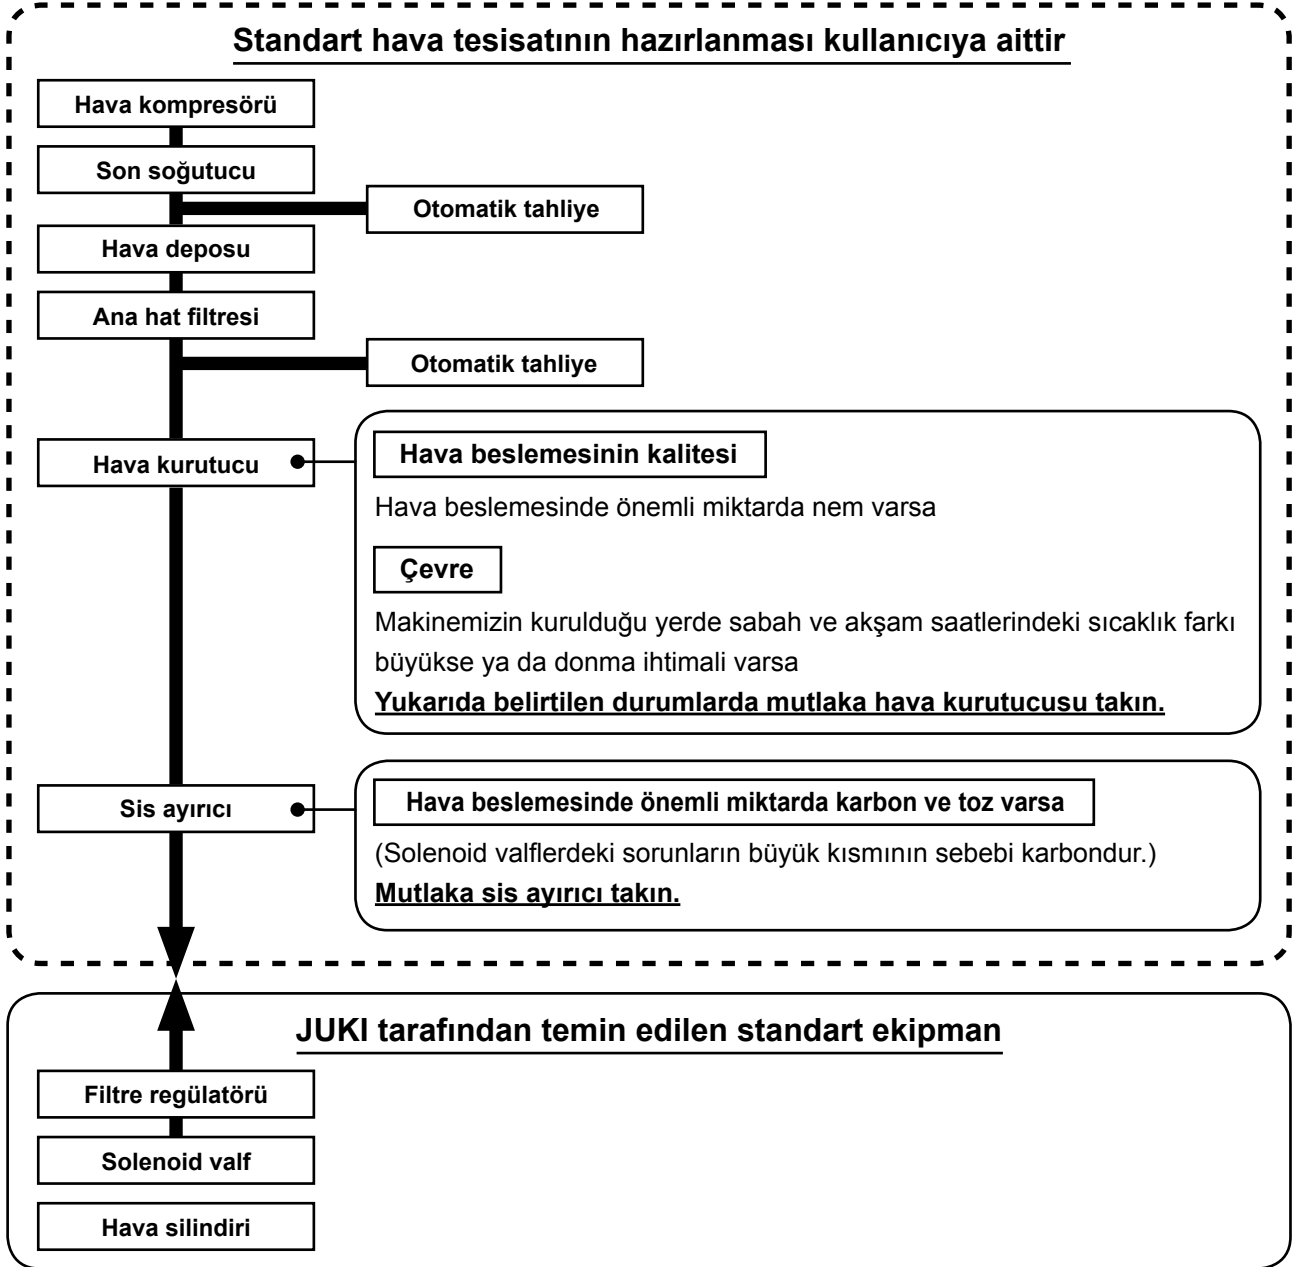 Standart hava tesisatının hazırlanması kullanıcıya aittir
Hava kompresörü
Son soğutucu
Otomatik tahliye
Hava deposu
Ana hat filtresi
Otomatik tahliye
Hava kurutucu
Hava beslemesinin kalitesi
Hava beslemesinde önemli miktarda nem varsa
Çevre
Makinemizin kurulduğu yerde sabah ve akşam saatlerindeki sıcaklık farkı
büyükse ya da donma ihtimali varsa
Yukarıda belirtilen durumlarda mutlaka hava kurutucusu takın.
Sis ayırıcı
Hava beslemesinde önemli miktarda karbon ve toz varsa
(Solenoid valflerdeki sorunların büyük kısmının sebebi karbondur.)
Mutlaka sis ayırıcı takın.
JUKI tarafından temin edilen standart ekipman
Filtre regülatörü
Solenoid valf
Hava silindiri